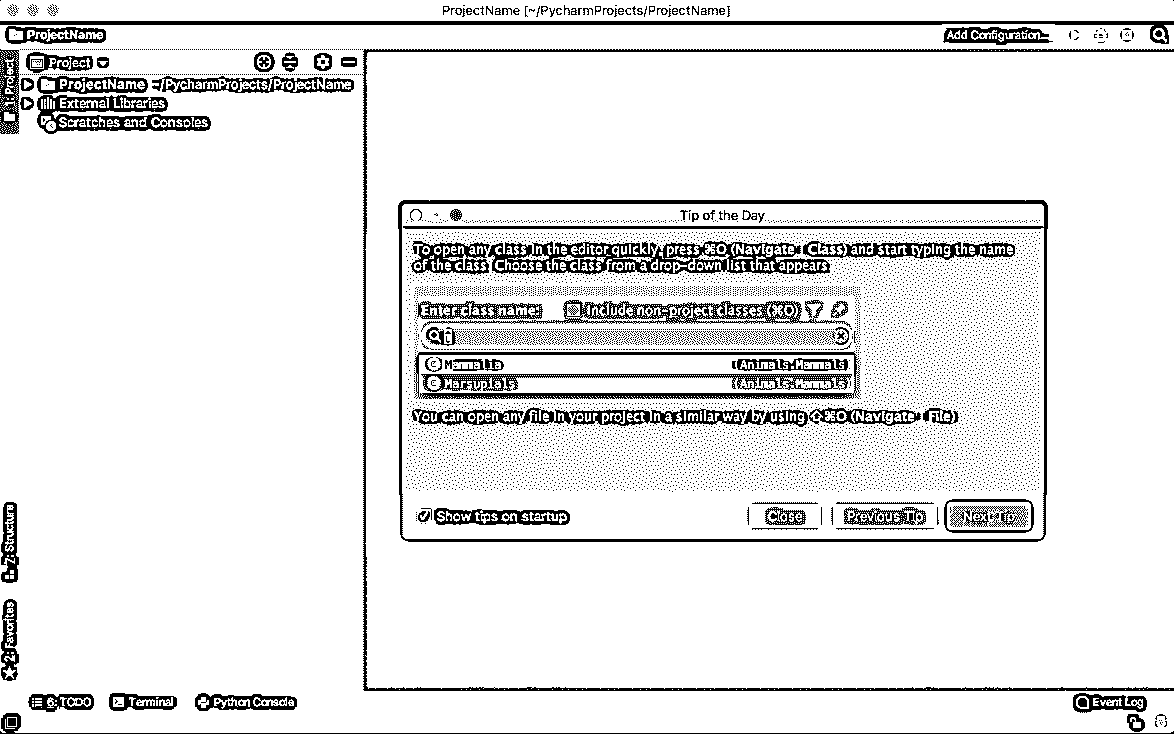 ProjectName [~/PycharmProjects/ProjectName]
ProjectName
Add Configuration...
1: Project
Project
ProjectName ~/PycharmProjects/ProjectName
External Libraries
Scratches and Consoles
Tip of the Day
To open any class in the editor quickly, press ⌘O (Navigate | Class) and start typing the name
of the class. Choose the class from a drop-down list that appears.
Enter class name:
Include non-project classes (⌘O)
Mammalia (Animals.Mammals)
Marsupials (Animals.Mammals)
You can open any file in your project in a similar way by using ⇧⌘O (Navigate | File)
Show tips on startup
Close
Previous Tip
Next Tip
7: Structure
2: Favorites
6: TODO
Terminal
Python Console
Event Log